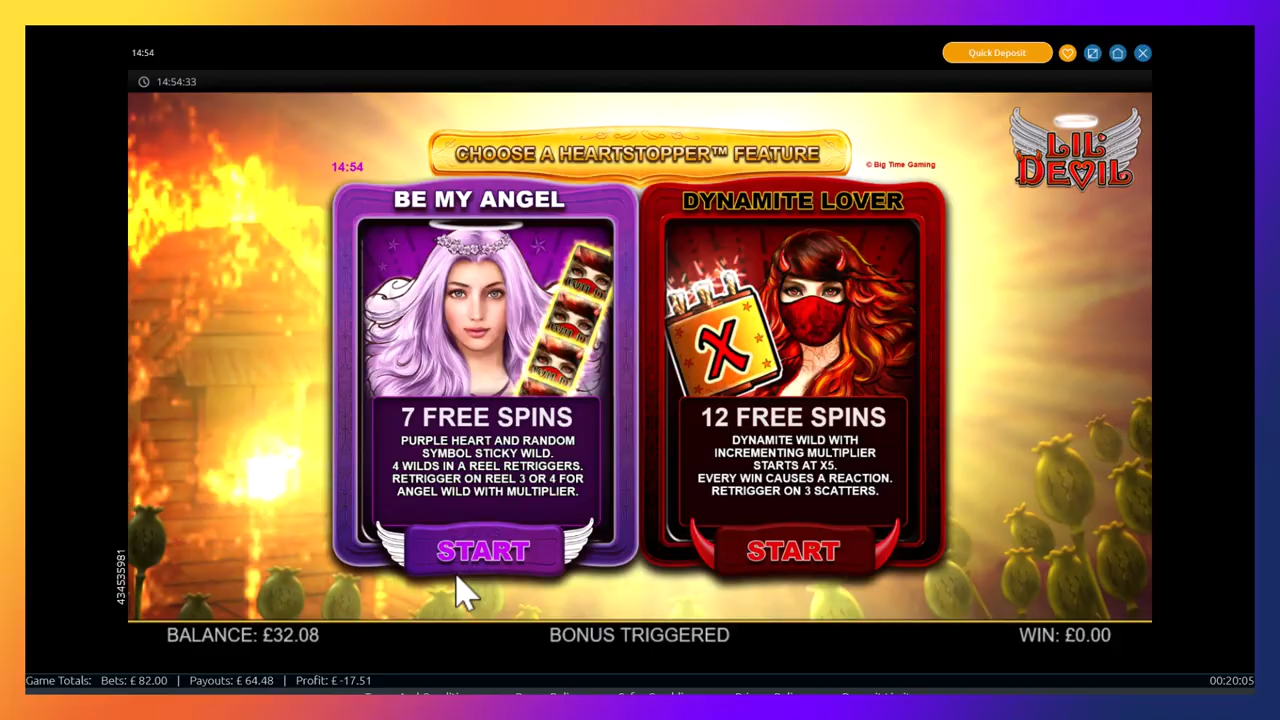 14:54
Quick Deposit
14:54:33
LIL'
DEVIL
CHOOSE A HEARTSTOPPER™ FEATURE
14:54
© Big Time Gaming
BE MY ANGEL
DYNAMITE LOVER
X
7 FREE SPINS
PURPLE HEART AND RANDOM
SYMBOL STICKY WILD.
4 WILDS IN A REEL RETRIGGERS.
RETRIGGER ON REEL 3 OR 4 FOR
ANGEL WILD WITH MULTIPLIER.
START
12 FREE SPINS
DYNAMITE WILD WITH
INCREMENTING MULTIPLIER
STARTS AT X5.
EVERY WIN CAUSES A REACTION.
RETRIGGER ON 3 SCATTERS.
START
434535981
BALANCE: £32.08
BONUS TRIGGERED
WIN: £0.00
Game Totals: Bets: £ 82.00 | Payouts: £ 64.48 | Profit: £ -17.51
00:20:05